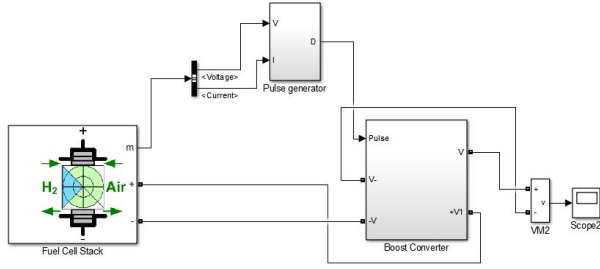 V
<Voltage>
D
I
<Current>
Pulse generator
+
m
H2
Air
+
-
-
Fuel Cell Stack
Pulse
V
V-
-V
+V1
Boost Converter
+
v
-
VM2
Scope2